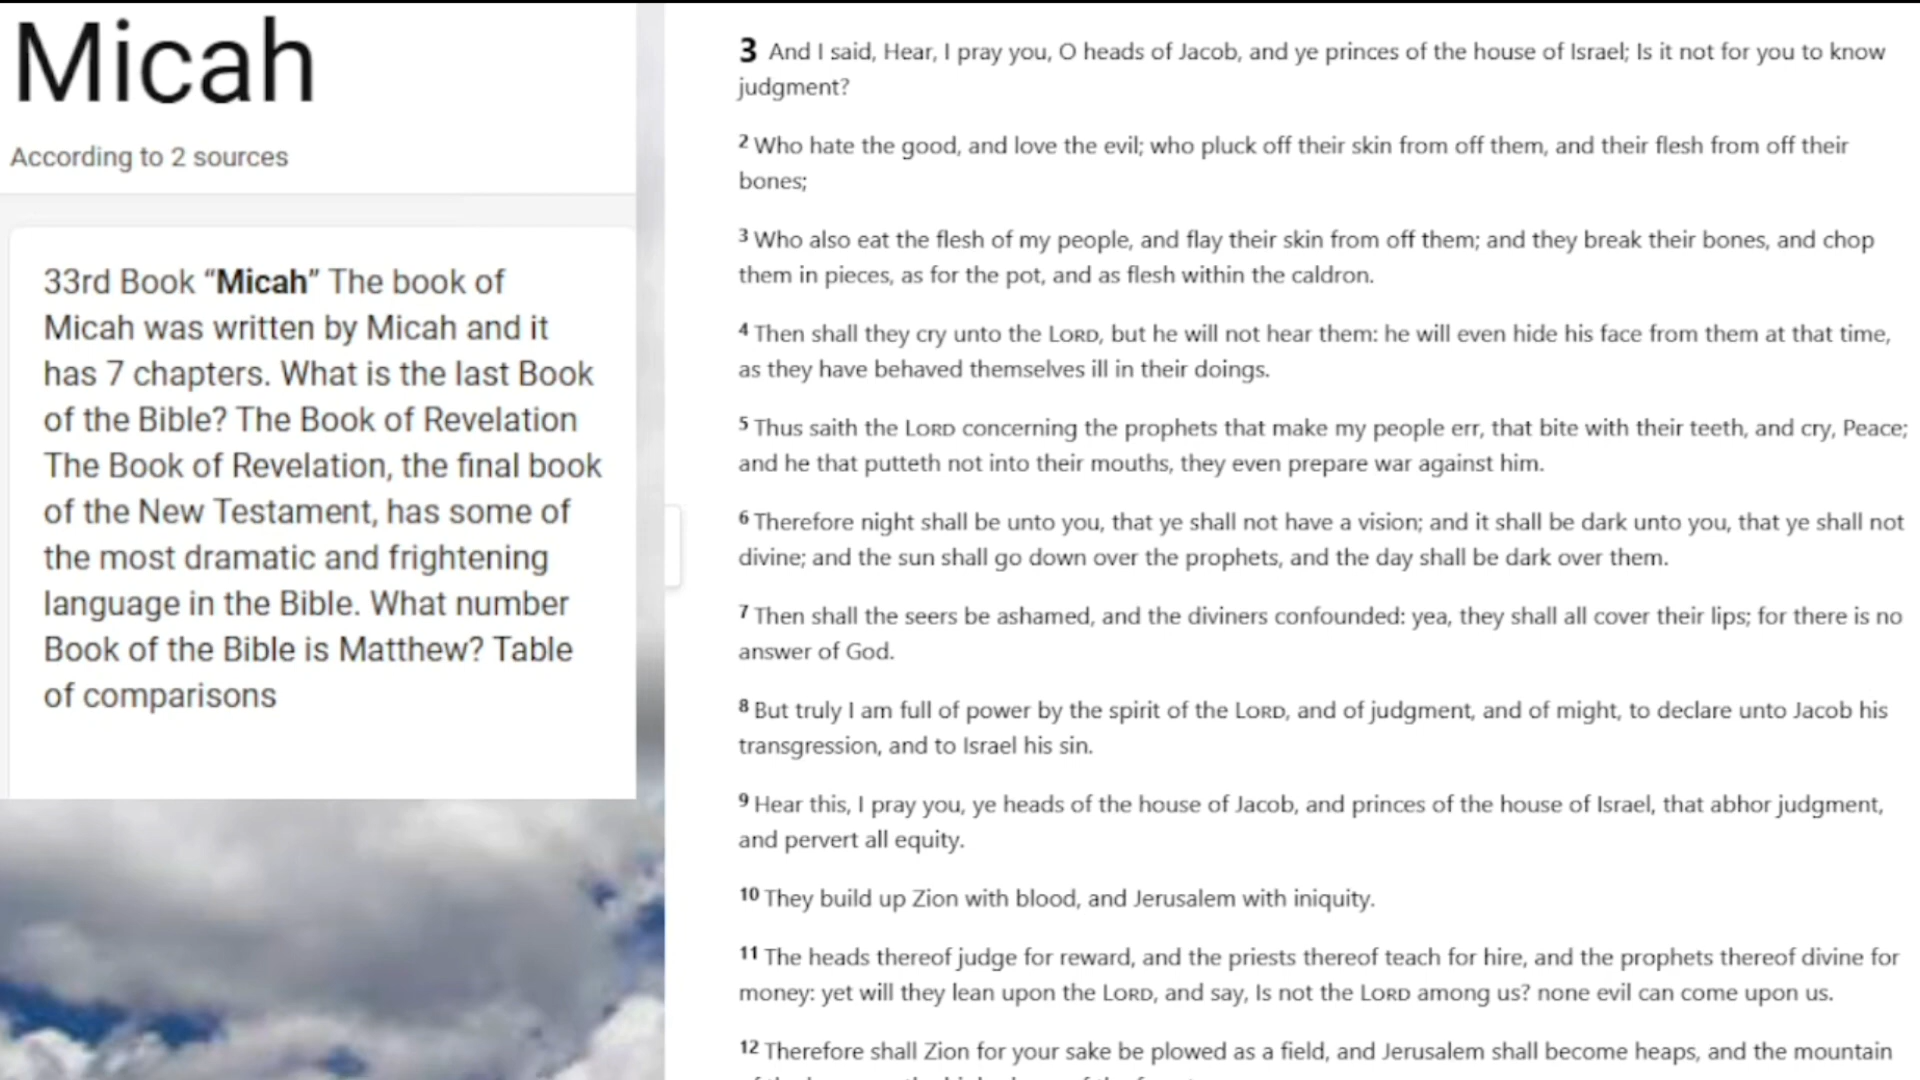 Micah
According to 2 sources
33rd Book “Micah” The book of
Micah was written by Micah and it
has 7 chapters. What is the last Book
of the Bible? The Book of Revelation
The Book of Revelation, the final book
of the New Testament, has some of
the most dramatic and frightening
language in the Bible. What number
Book of the Bible is Matthew? Table
of comparisons
3 And I said, Hear, I pray you, O heads of Jacob, and ye princes of the house of Israel; Is it not for you to know
judgment?
2 Who hate the good, and love the evil; who pluck off their skin from off them, and their flesh from off their
bones;
3 Who also eat the flesh of my people, and flay their skin from off them; and they break their bones, and chop
them in pieces, as for the pot, and as flesh within the caldron.
4 Then shall they cry unto the LORD, but he will not hear them: he will even hide his face from them at that time,
as they have behaved themselves ill in their doings.
5 Thus saith the LORD concerning the prophets that make my people err, that bite with their teeth, and cry, Peace;
and he that putteth not into their mouths, they even prepare war against him.
6 Therefore night shall be unto you, that ye shall not have a vision; and it shall be dark unto you, that ye shall not
divine; and the sun shall go down over the prophets, and the day shall be dark over them.
7 Then shall the seers be ashamed, and the diviners confounded: yea, they shall all cover their lips; for there is no
answer of God.
8 But truly I am full of power by the spirit of the LORD, and of judgment, and of might, to declare unto Jacob his
transgression, and to Israel his sin.
9 Hear this, I pray you, ye heads of the house of Jacob, and princes of the house of Israel, that abhor judgment,
and pervert all equity.
10 They build up Zion with blood, and Jerusalem with iniquity.
11 The heads thereof judge for reward, and the priests thereof teach for hire, and the prophets thereof divine for
money: yet will they lean upon the LORD, and say, Is not the LORD among us? none evil can come upon us.
12 Therefore shall Zion for your sake be plowed as a field, and Jerusalem shall become heaps, and the mountain